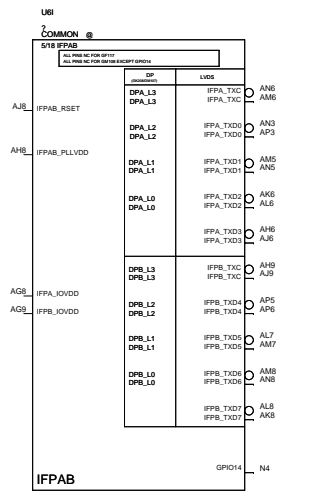 U6I
?
COMMON @
5/18 IFPAB
ALL PINS NC FOR GF117
ALL PINS NC FOR GM108 EXCEPT GPIO14
DP LVDS
DPA_L3 IFPA_TXC AN6
DPA_L3 IFPA_TXC AM6
AJ8 IFPAB_RSET
DPA_L2 IFPA_TXD0 AN3
DPA_L2 IFPA_TXD0 AP3
AH8 IFPAB_PLLVDD
DPA_L1 IFPA_TXD1 AM5
DPA_L1 IFPA_TXD1 AN5
DPA_L0 IFPA_TXD2 AK6
DPA_L0 IFPA_TXD2 AL6
IFPA_TXD3 AH6
IFPA_TXD3 AJ6
DPB_L3 IFPB_TXC AH9
DPB_L3 IFPB_TXC AJ9
AG8 IFPA_IOVDD
AG9 IFPB_IOVDD
DPB_L2 IFPB_TXD4 AP5
DPB_L2 IFPB_TXD4 AP6
DPB_L1 IFPB_TXD5 AL7
DPB_L1 IFPB_TXD5 AM7
DPB_L0 IFPB_TXD6 AM8
DPB_L0 IFPB_TXD6 AN8
IFPB_TXD7 AL8
IFPB_TXD7 AK8
GPIO14 N4
IFPAB